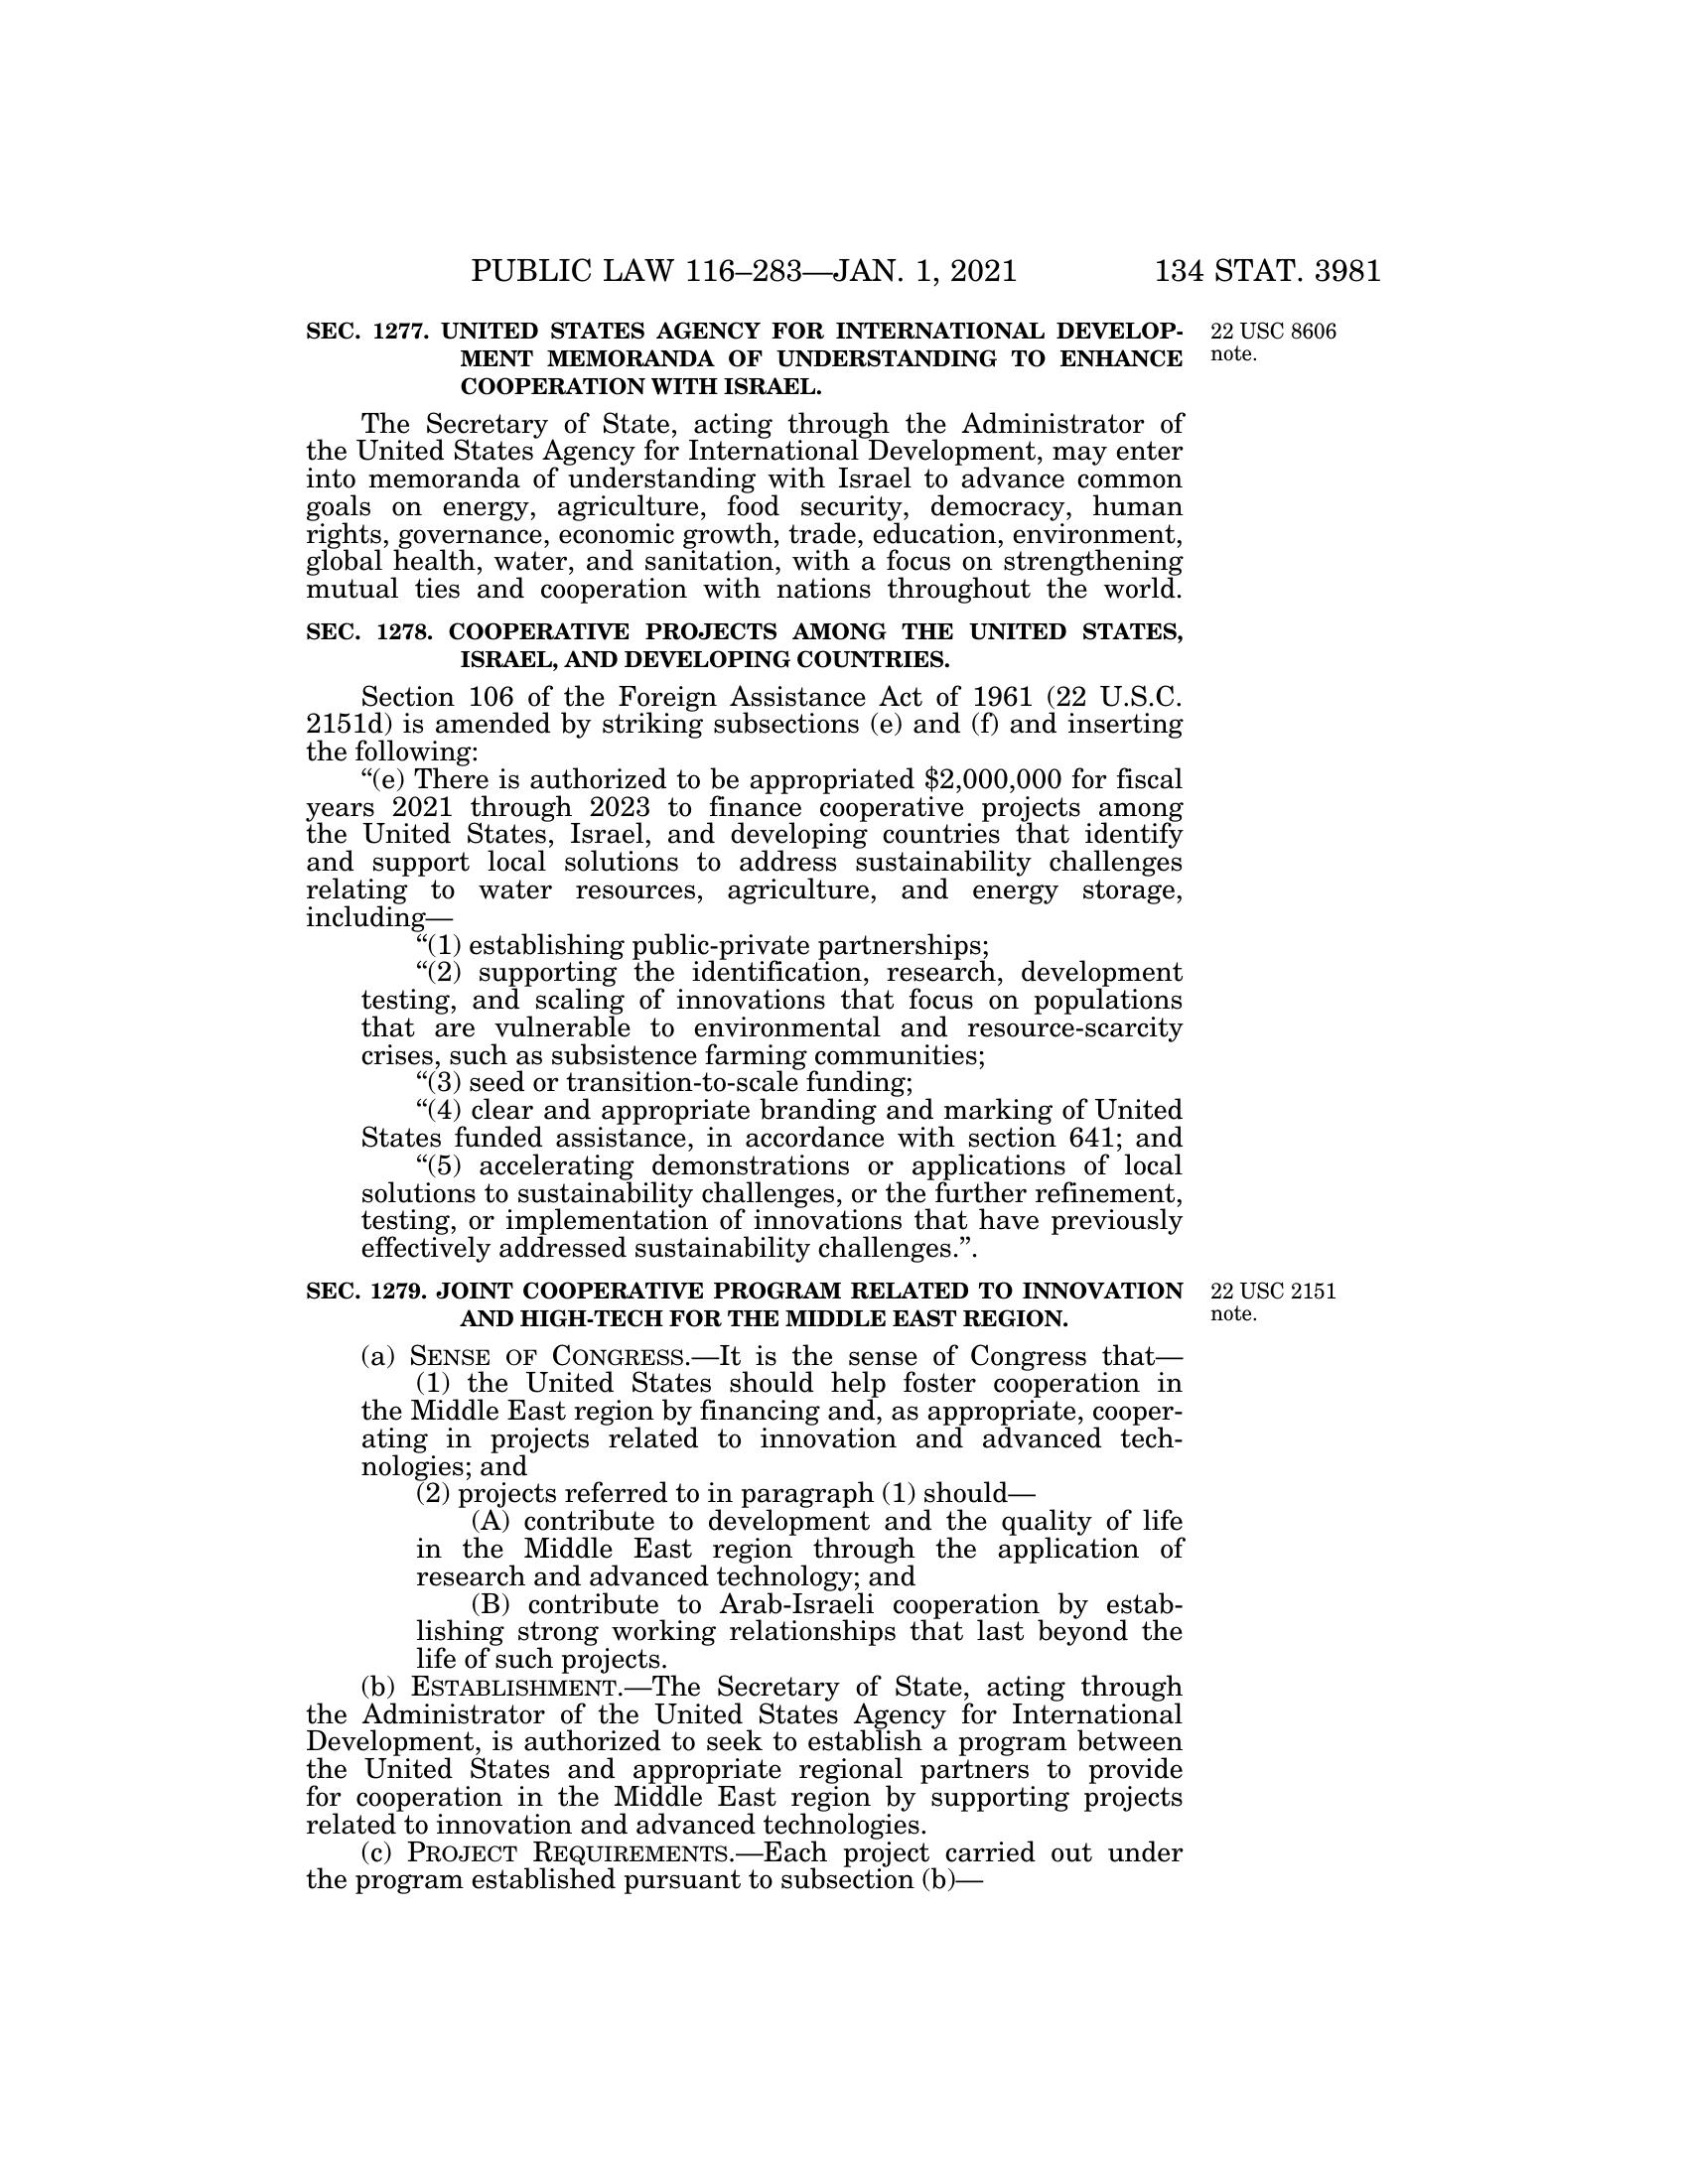 PUBLIC LAW 116–283—JAN. 1, 2021 134 STAT. 3981
SEC. 1277. UNITED STATES AGENCY FOR INTERNATIONAL DEVELOP-
MENT MEMORANDA OF UNDERSTANDING TO ENHANCE
COOPERATION WITH ISRAEL.
22 USC 8606
note.
The Secretary of State, acting through the Administrator of
the United States Agency for International Development, may enter
into memoranda of understanding with Israel to advance common
goals on energy, agriculture, food security, democracy, human
rights, governance, economic growth, trade, education, environment,
global health, water, and sanitation, with a focus on strengthening
mutual ties and cooperation with nations throughout the world.
SEC. 1278. COOPERATIVE PROJECTS AMONG THE UNITED STATES,
ISRAEL, AND DEVELOPING COUNTRIES.
Section 106 of the Foreign Assistance Act of 1961 (22 U.S.C.
2151d) is amended by striking subsections (e) and (f) and inserting
the following:
“(e) There is authorized to be appropriated $2,000,000 for fiscal
years 2021 through 2023 to finance cooperative projects among
the United States, Israel, and developing countries that identify
and support local solutions to address sustainability challenges
relating to water resources, agriculture, and energy storage,
including—
“(1) establishing public-private partnerships;
“(2) supporting the identification, research, development
testing, and scaling of innovations that focus on populations
that are vulnerable to environmental and resource-scarcity
crises, such as subsistence farming communities;
“(3) seed or transition-to-scale funding;
“(4) clear and appropriate branding and marking of United
States funded assistance, in accordance with section 641; and
“(5) accelerating demonstrations or applications of local
solutions to sustainability challenges, or the further refinement,
testing, or implementation of innovations that have previously
effectively addressed sustainability challenges.”.
SEC. 1279. JOINT COOPERATIVE PROGRAM RELATED TO INNOVATION
AND HIGH-TECH FOR THE MIDDLE EAST REGION.
22 USC 2151
note.
(a) SENSE OF CONGRESS.—It is the sense of Congress that—
(1) the United States should help foster cooperation in
the Middle East region by financing and, as appropriate, cooper-
ating in projects related to innovation and advanced tech-
nologies; and
(2) projects referred to in paragraph (1) should—
(A) contribute to development and the quality of life
in the Middle East region through the application of
research and advanced technology; and
(B) contribute to Arab-Israeli cooperation by estab-
lishing strong working relationships that last beyond the
life of such projects.
(b) ESTABLISHMENT.—The Secretary of State, acting through
the Administrator of the United States Agency for International
Development, is authorized to seek to establish a program between
the United States and appropriate regional partners to provide
for cooperation in the Middle East region by supporting projects
related to innovation and advanced technologies.
(c) PROJECT REQUIREMENTS.—Each project carried out under
the program established pursuant to subsection (b)—